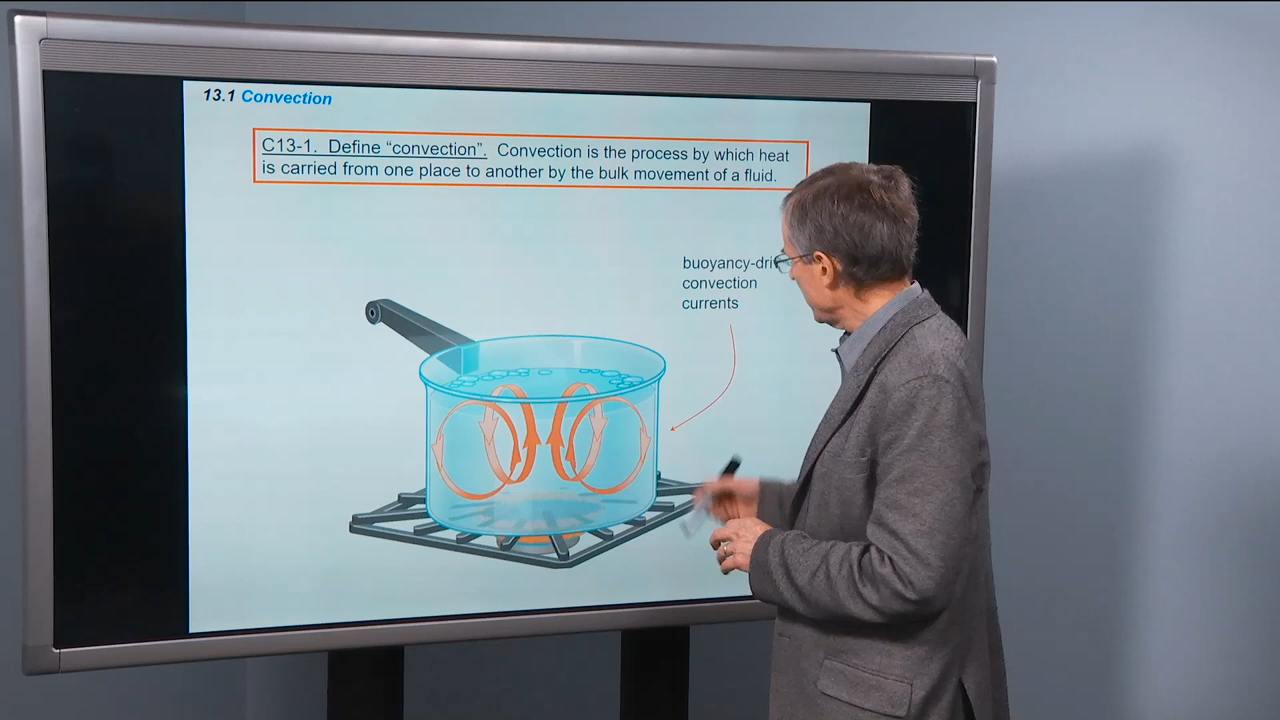 13.1 Convection
C13-1. Define “convection”. Convection is the process by which heat
is carried from one place to another by the bulk movement of a fluid.
convection
currents